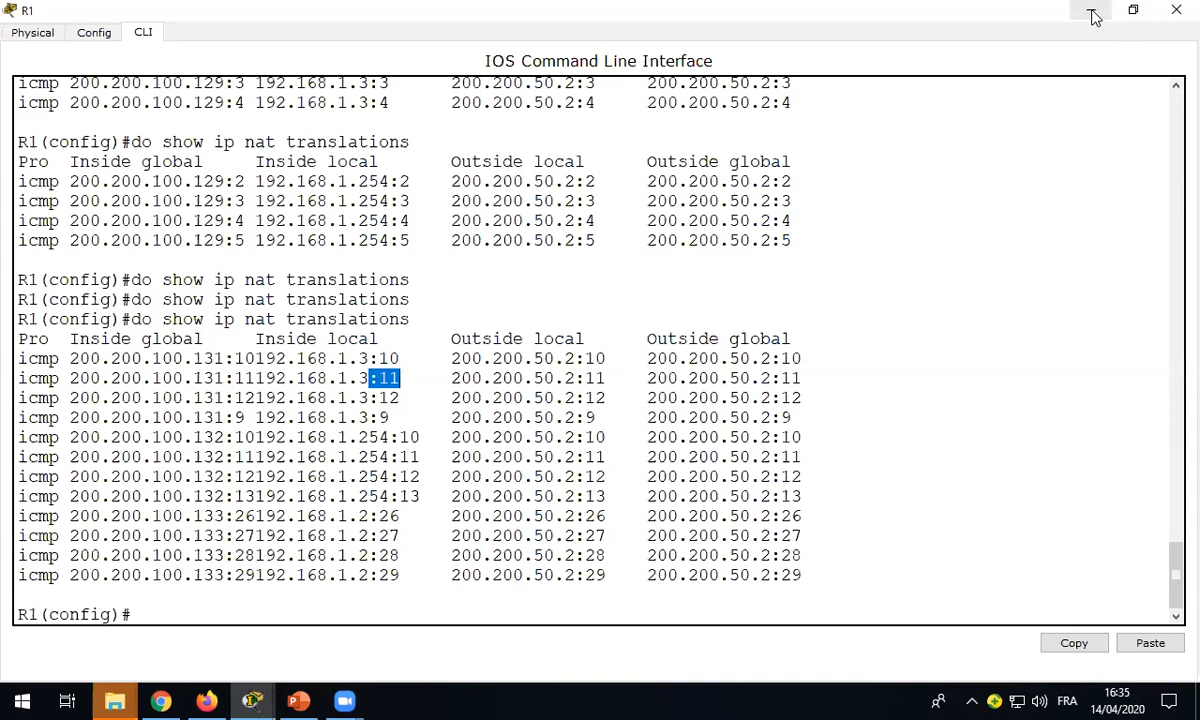 R1
Physical Config CLI
IOS Command Line Interface
icmp 200.200.100.129:3 192.168.1.3:3 200.200.50.2:3 200.200.50.2:3
icmp 200.200.100.129:4 192.168.1.3:4 200.200.50.2:4 200.200.50.2:4
R1(config)#do show ip nat translations
Pro Inside global Inside local Outside local Outside global
icmp 200.200.100.129:2 192.168.1.254:2 200.200.50.2:2 200.200.50.2:2
icmp 200.200.100.129:3 192.168.1.254:3 200.200.50.2:3 200.200.50.2:3
icmp 200.200.100.129:4 192.168.1.254:4 200.200.50.2:4 200.200.50.2:4
icmp 200.200.100.129:5 192.168.1.254:5 200.200.50.2:5 200.200.50.2:5
R1(config)#do show ip nat translations
R1(config)#do show ip nat translations
R1(config)#do show ip nat translations
Pro Inside global Inside local Outside local Outside global
icmp 200.200.100.131:10192.168.1.3:10 200.200.50.2:10 200.200.50.2:10
icmp 200.200.100.131:11192.168.1.3:11 200.200.50.2:11 200.200.50.2:11
icmp 200.200.100.131:12192.168.1.3:12 200.200.50.2:12 200.200.50.2:12
icmp 200.200.100.131:9 192.168.1.3:9 200.200.50.2:9 200.200.50.2:9
icmp 200.200.100.132:10192.168.1.254:10 200.200.50.2:10 200.200.50.2:10
icmp 200.200.100.132:11192.168.1.254:11 200.200.50.2:11 200.200.50.2:11
icmp 200.200.100.132:12192.168.1.254:12 200.200.50.2:12 200.200.50.2:12
icmp 200.200.100.132:13192.168.1.254:13 200.200.50.2:13 200.200.50.2:13
icmp 200.200.100.133:26192.168.1.2:26 200.200.50.2:26 200.200.50.2:26
icmp 200.200.100.133:27192.168.1.2:27 200.200.50.2:27 200.200.50.2:27
icmp 200.200.100.133:28192.168.1.2:28 200.200.50.2:28 200.200.50.2:28
icmp 200.200.100.133:29192.168.1.2:29 200.200.50.2:29 200.200.50.2:29
R1(config)#
Copy Paste
FRA
16:35
14/04/2020